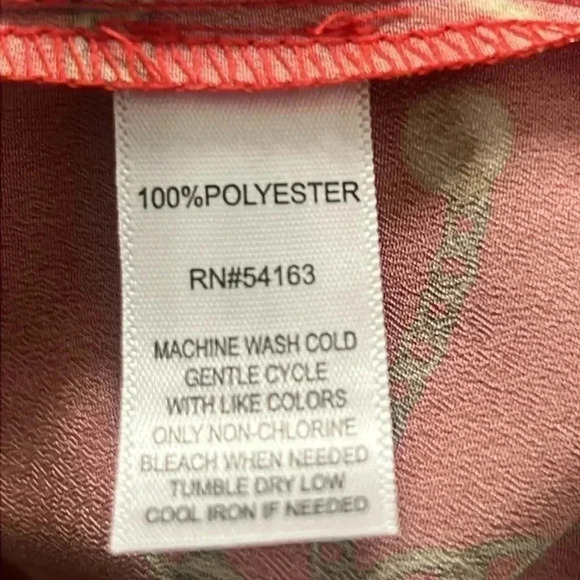 100%POLYESTER
RN#54163
MACHINE WASH COLD
GENTLE CYCLE
WITH LIKE COLORS
ONLY NON-CHLORINE
BLEACH WHEN NEEDED
TUMBLE DRY LOW
COOL IRON IF NEEDED